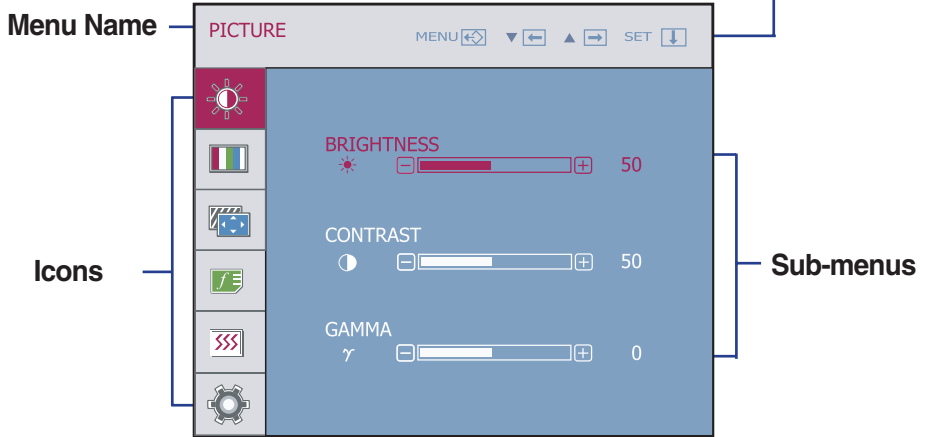 Menu Name
PICTURE
MENU ▼ ▲ SET
BRIGHTNESS
50
CONTRAST
50
GAMMA
γ 0
Icons
Sub-menus